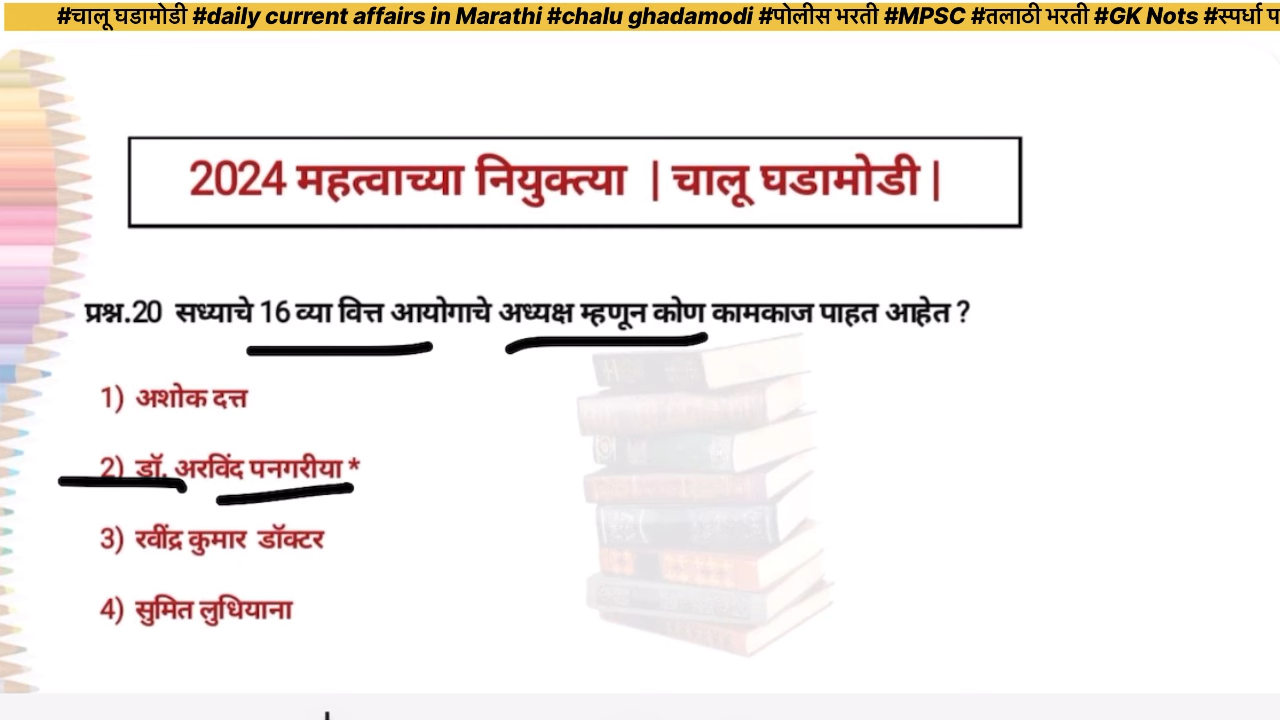 #चालू घडामोडी #daily current affairs in Marathi #chalu ghadamodi #पोलीस भरती #MPSC #तलाठी भरती #GK Nots #स्पर्धा
2024 महत्वाच्या नियुक्त्या | चालू घडामोडी |
प्रश्न.20 सध्याचे 16 व्या वित्त आयोगाचे अध्यक्ष म्हणून कोण कामकाज पाहत आहेत ?
1) अशोक दत्त
2) डॉ. अरविंद पनगरीया *
3) रवींद्र कुमार डॉक्टर
4) सुमित लुधियाना